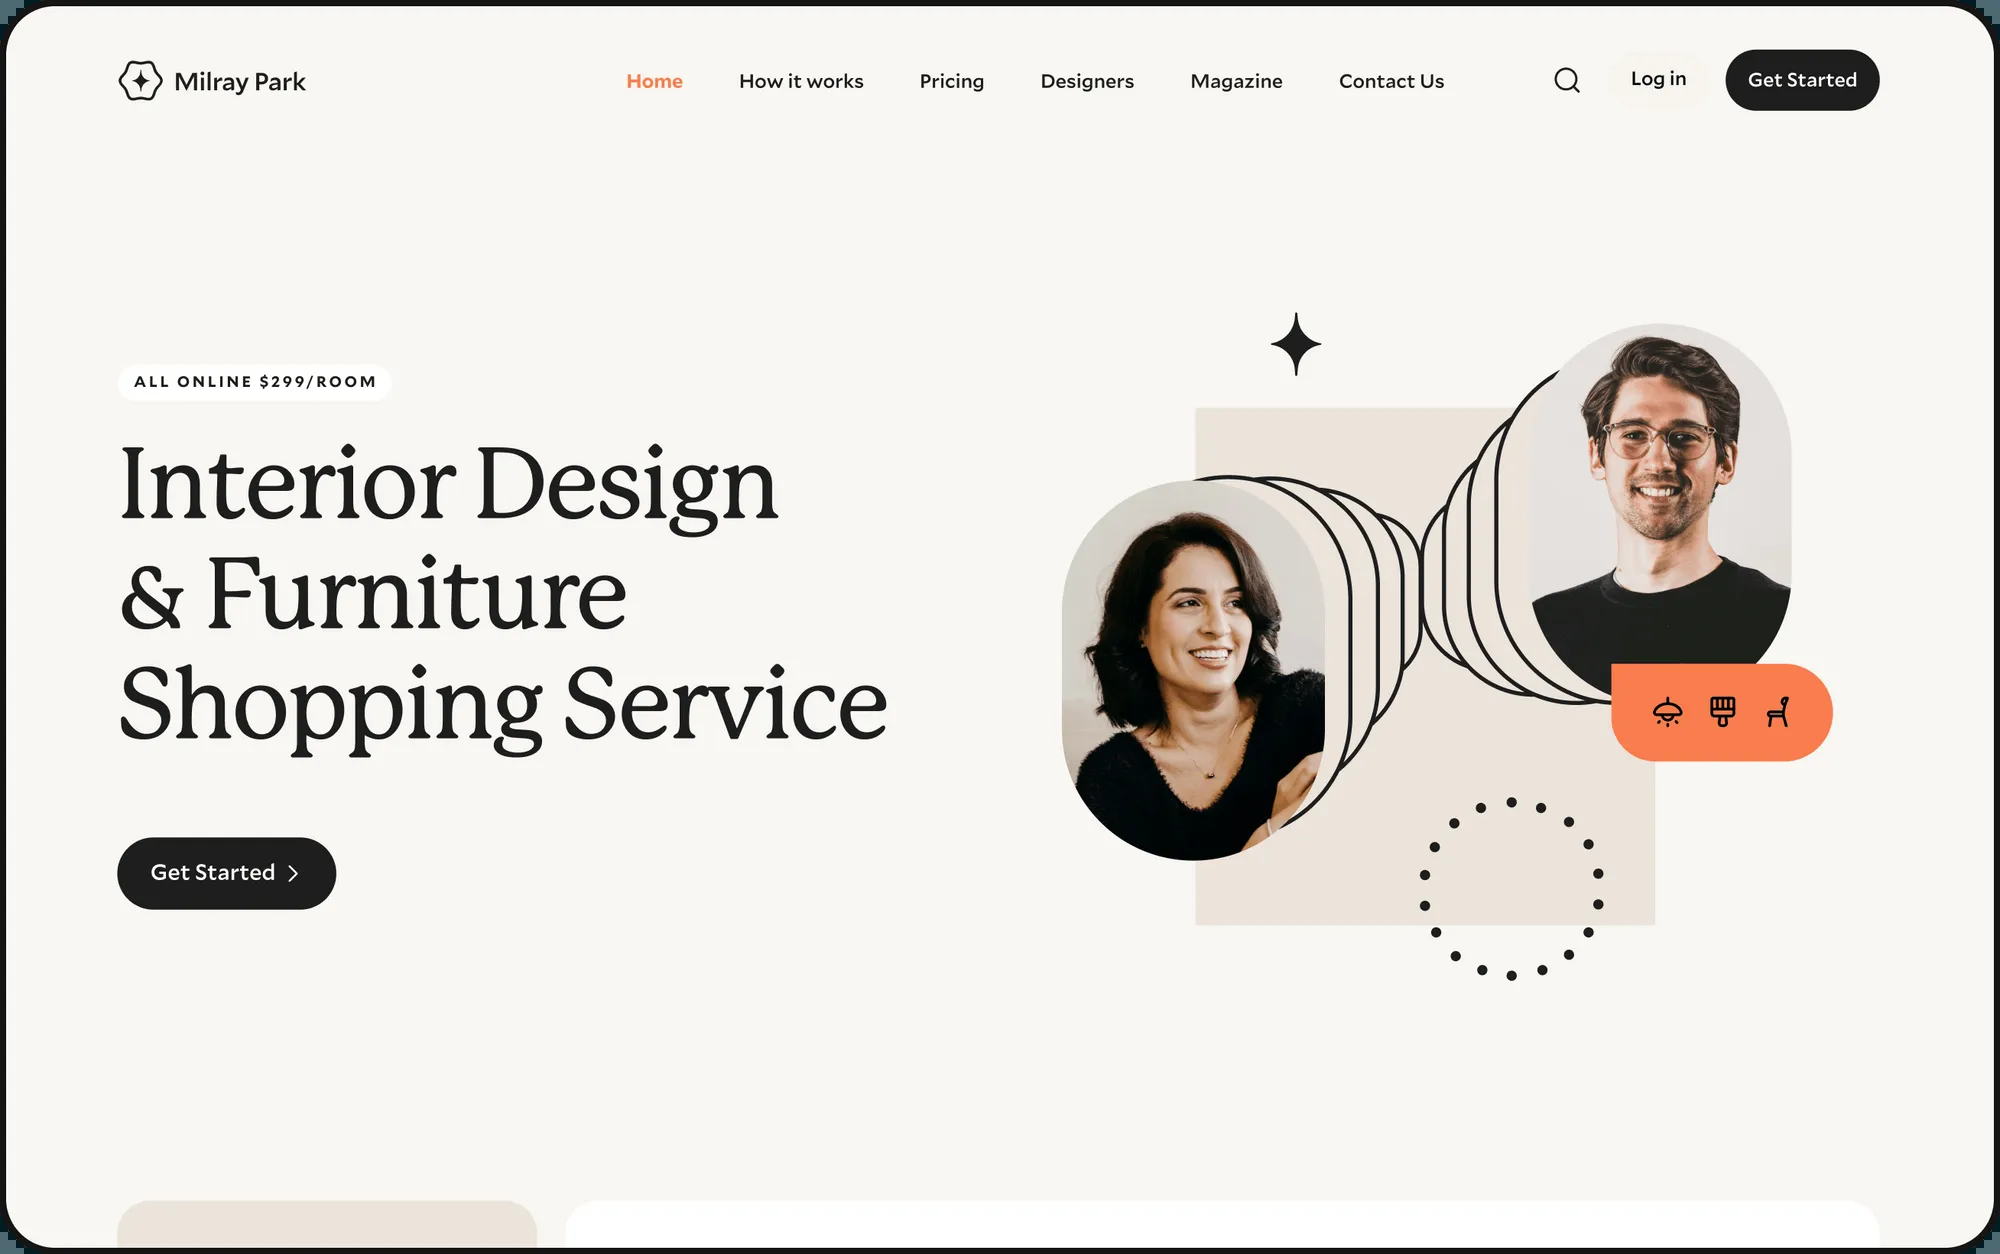 Milray Park
Home
How it works
Pricing
Designers
Magazine
Contact Us
Log in
Get Started
ALL ONLINE $299/ROOM
Interior Design
& Furniture
Shopping Service
Get Started